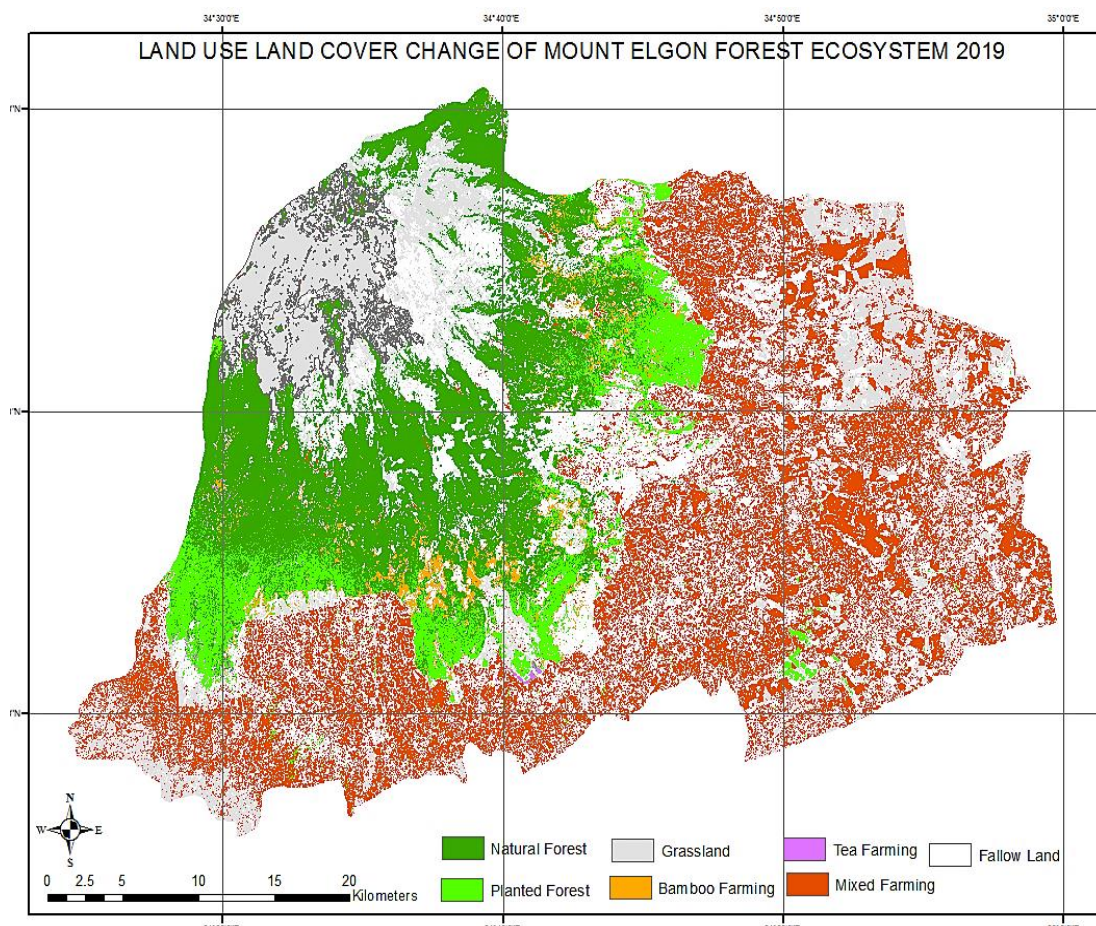 34°30'0"E 34°40'0"E 34°50'0"E 35°0'0"E
LAND USE LAND COVER CHANGE OF MOUNT ELGON FOREST ECOSYSTEM 2019
N
W E
S
Natural Forest Grassland Tea Farming Fallow Land
Planted Forest Bamboo Farming Mixed Farming
0 2.5 5 10 15 20
Kilometers